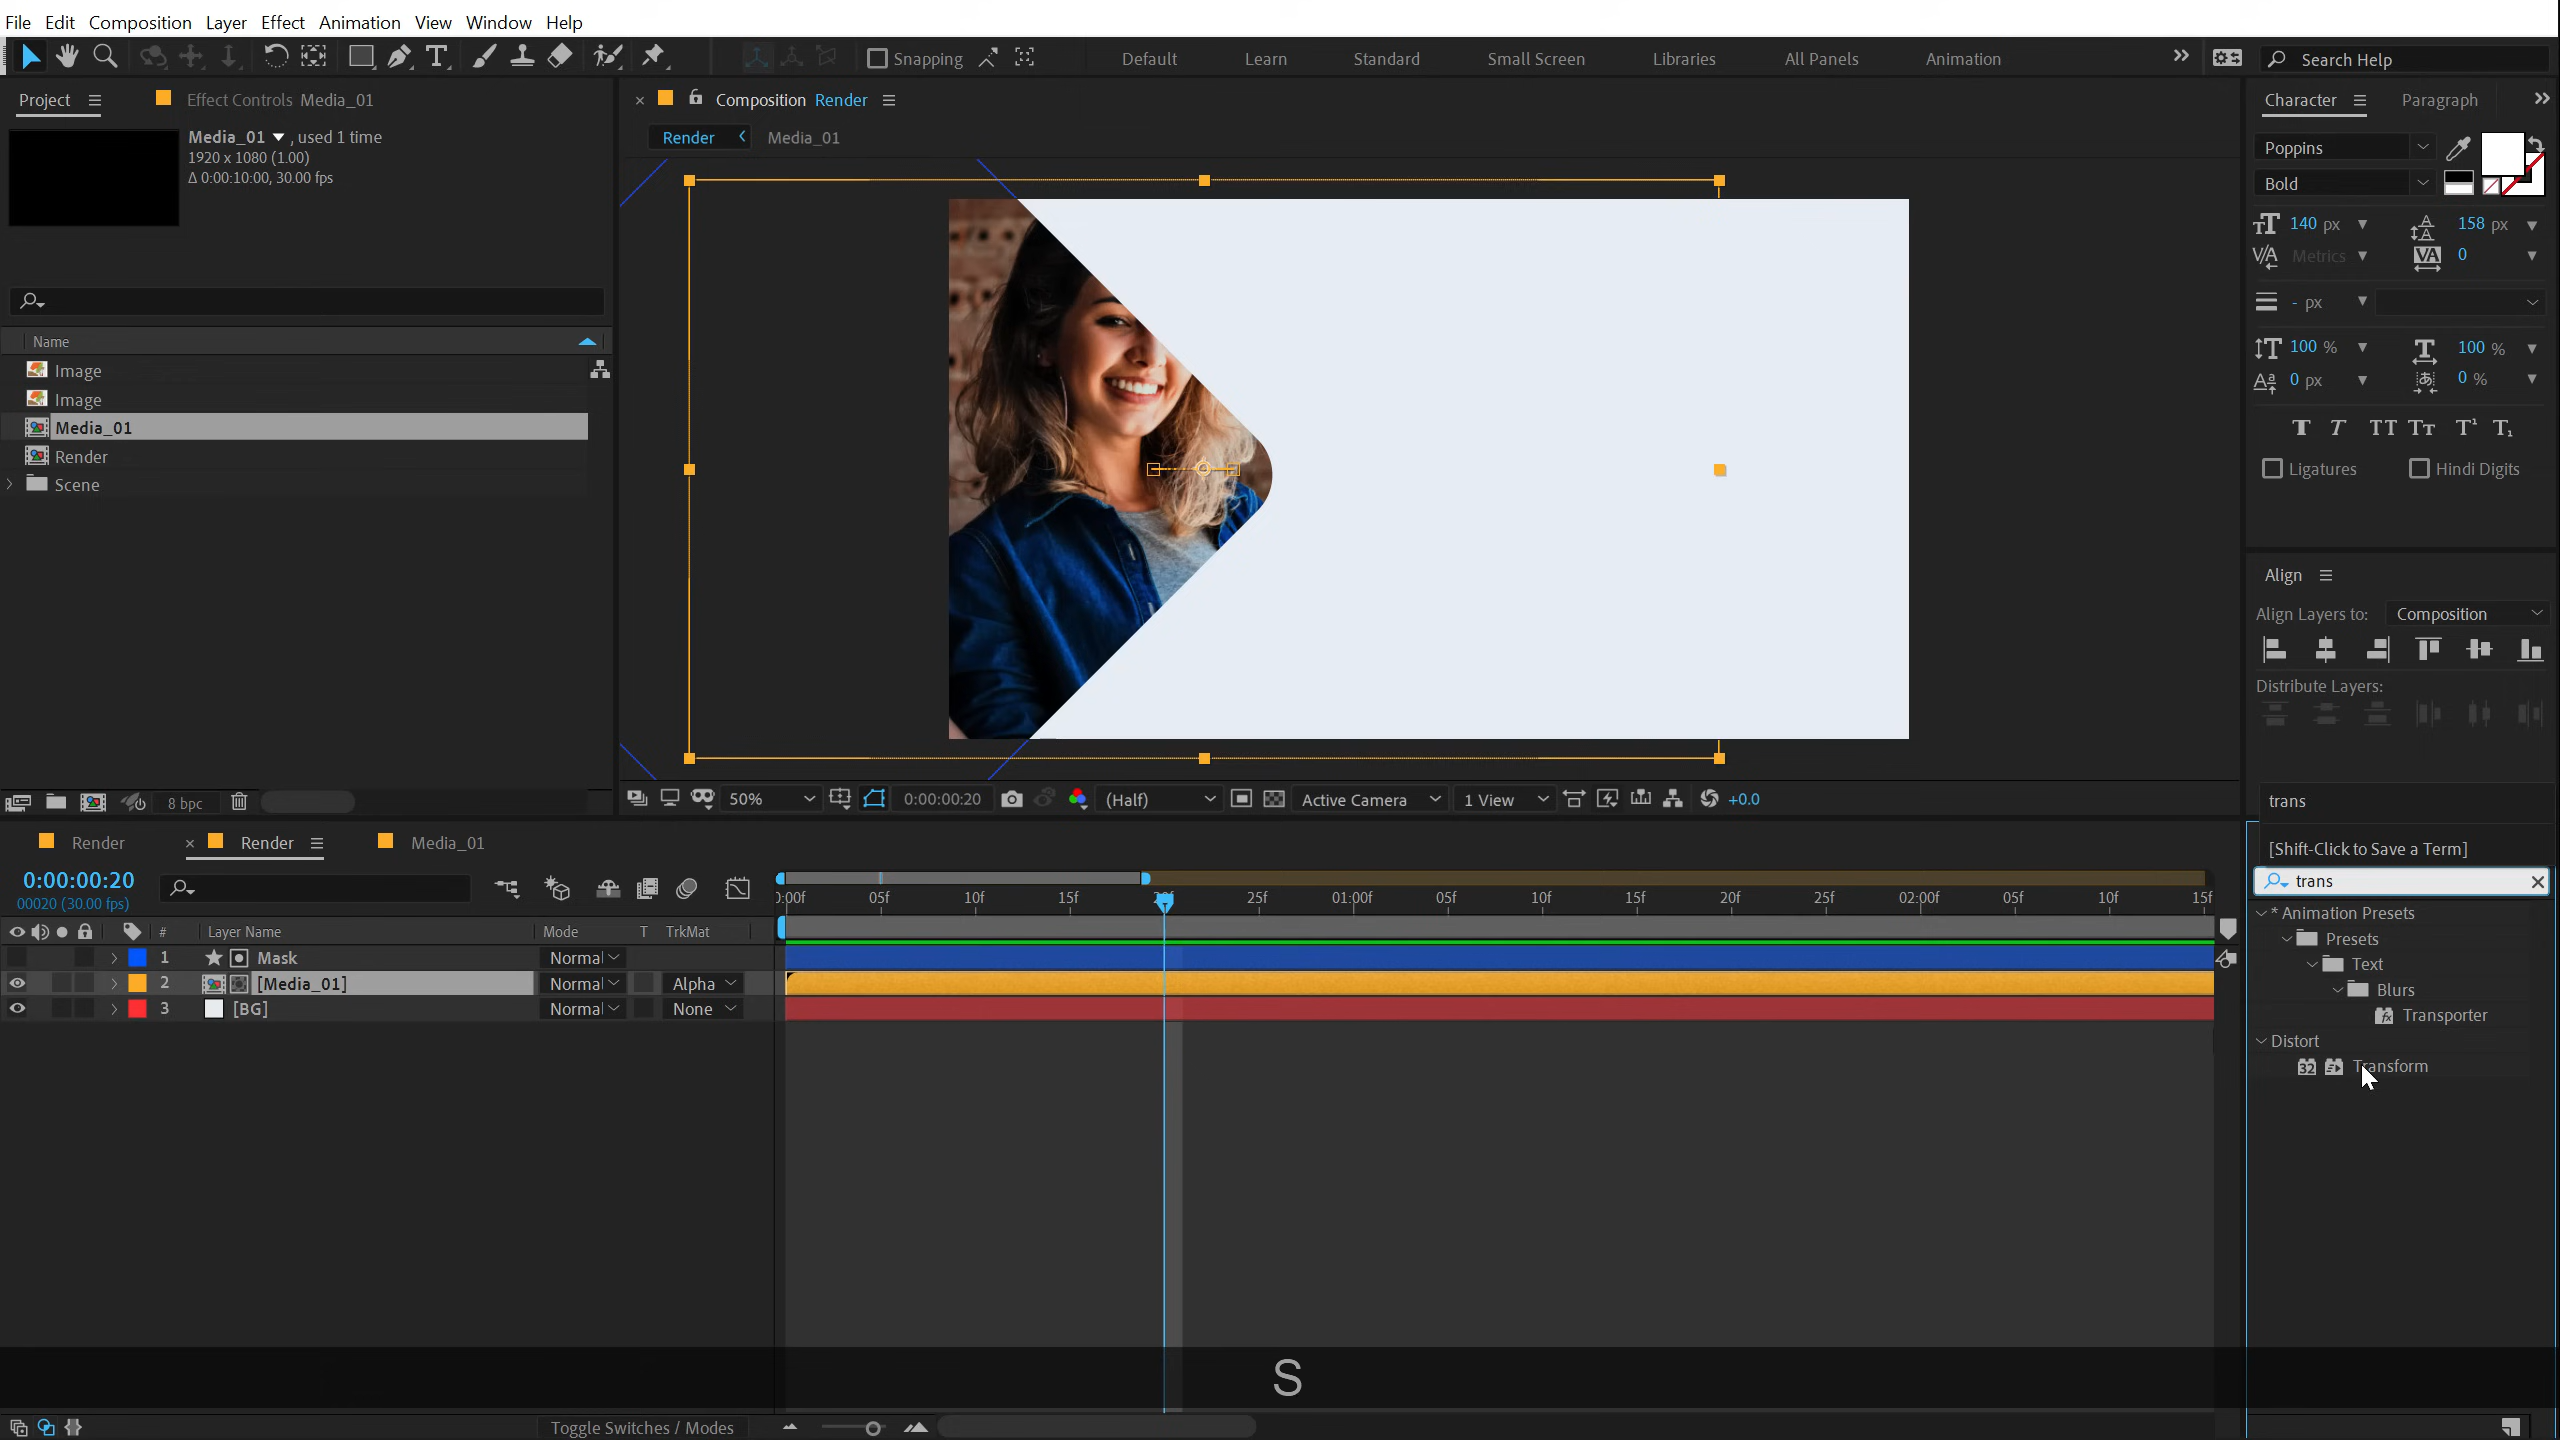 File Edit Composition Layer Effect Animation View Window Help
Snapping Default Learn Standard Small Screen Libraries All Panels Animation Search Help
Project Effect Controls Media_01
Composition Render
Character Paragraph
Media_01 , used 1 time
1920 x 1080 (1.00)
Δ 0:00:10:00, 30.00 fps
Render Media_01
Poppins
Bold
140 px 158 px
Metrics 0
- px
100 % 100 %
0 px 0 %
Ligatures Hindi Digits
Name
Image
Image
Media_01
Render
Scene
Align
Align Layers to: Composition
Distribute Layers:
8 bpc
50% 0:00:00:20 (Half) Active Camera 1 View +0.0
trans
[Shift-Click to Save a Term]
trans
* Animation Presets
Presets
Text
Blurs
Transporter
Distort
32 Transform
Render Render Media_01
0:00:00:20
00020 (30.00 fps)
0:00f 05f 10f 15f 20f 25f 01:00f 05f 10f 15f 20f 25f 02:00f 05f 10f 15f
# Layer Name Mode T TrkMat
1 Mask Normal
2 [Media_01] Normal Alpha
3 [BG] Normal None
S
Toggle Switches / Modes